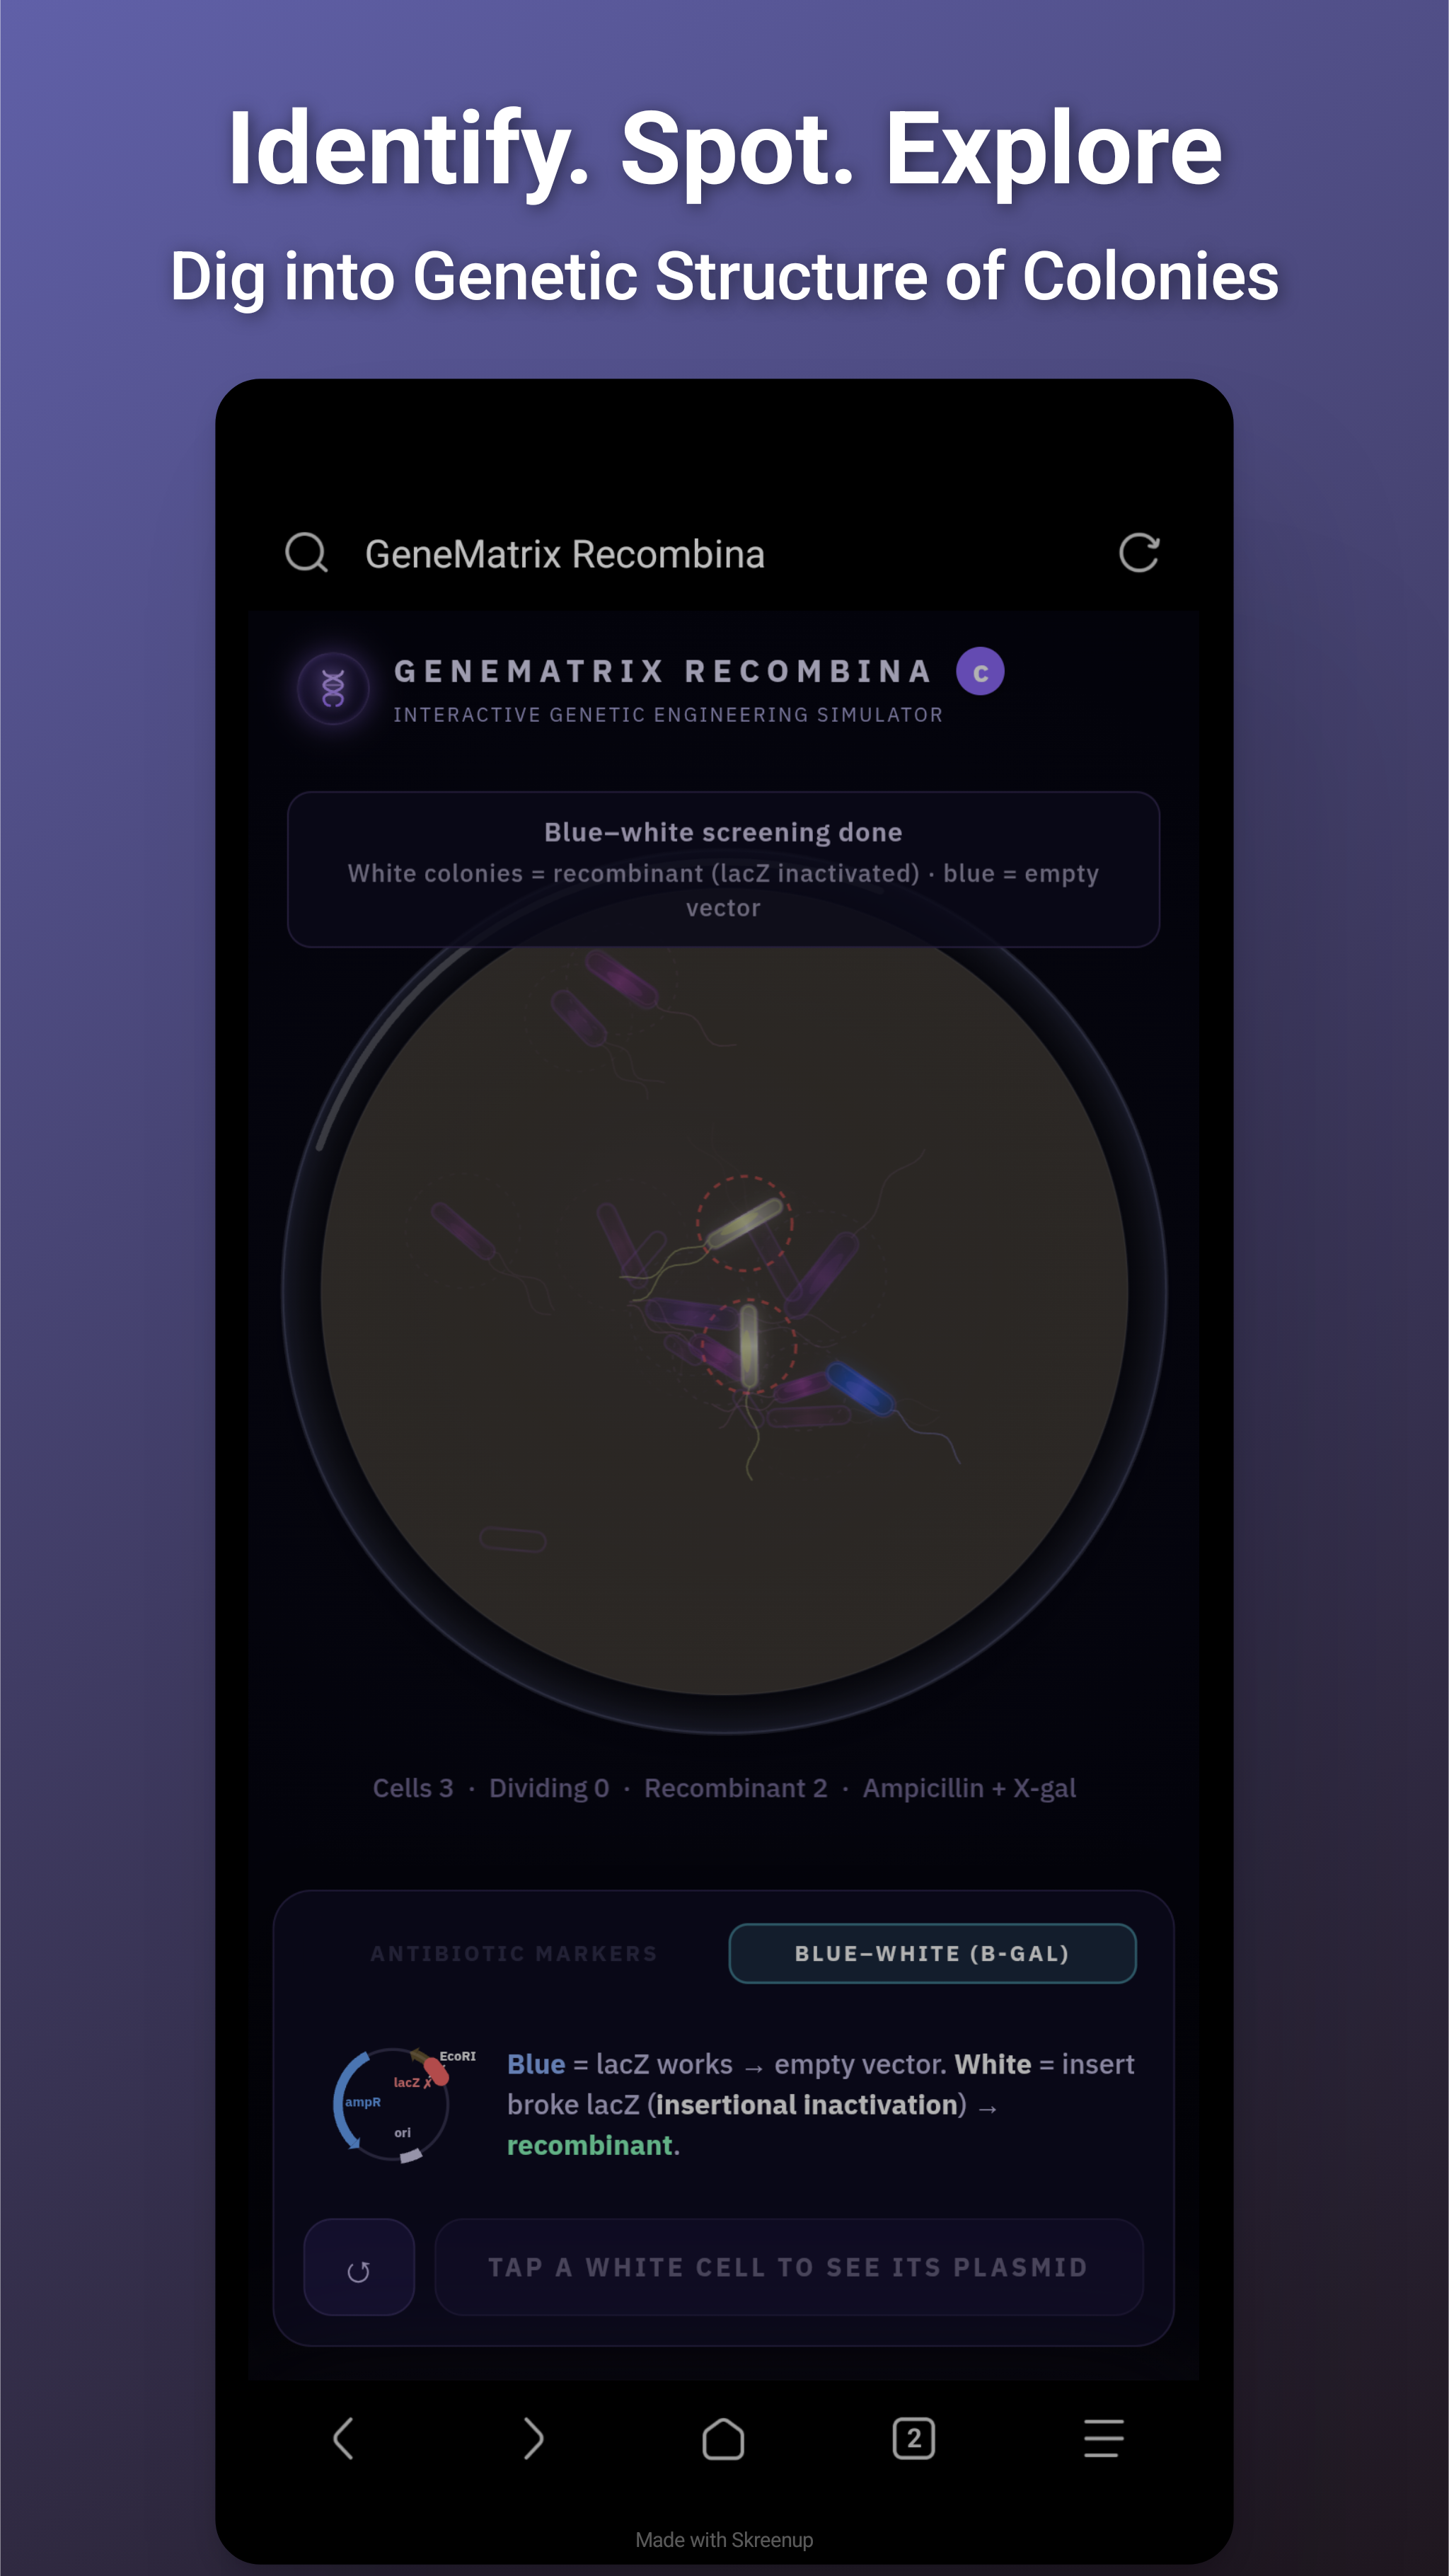 Identify. Spot. Explore
Dig into Genetic Structure of Colonies
GeneMatrix Recombina
GENEMATRIX RECOMBINA C
INTERACTIVE GENETIC ENGINEERING SIMULATOR
Blue–white screening done
White colonies = recombinant (lacZ inactivated) · blue = empty
vector
Cells 3 · Dividing 0 · Recombinant 2 · Ampicillin + X-gal
ANTIBIOTIC MARKERS
BLUE–WHITE (B-GAL)
EcoRI
lacZ ✗
ampR
ori
Blue = lacZ works → empty vector. White = insert
broke lacZ (insertional inactivation) →
recombinant.
TAP A WHITE CELL TO SEE ITS PLASMID
2
Made with Skreenup